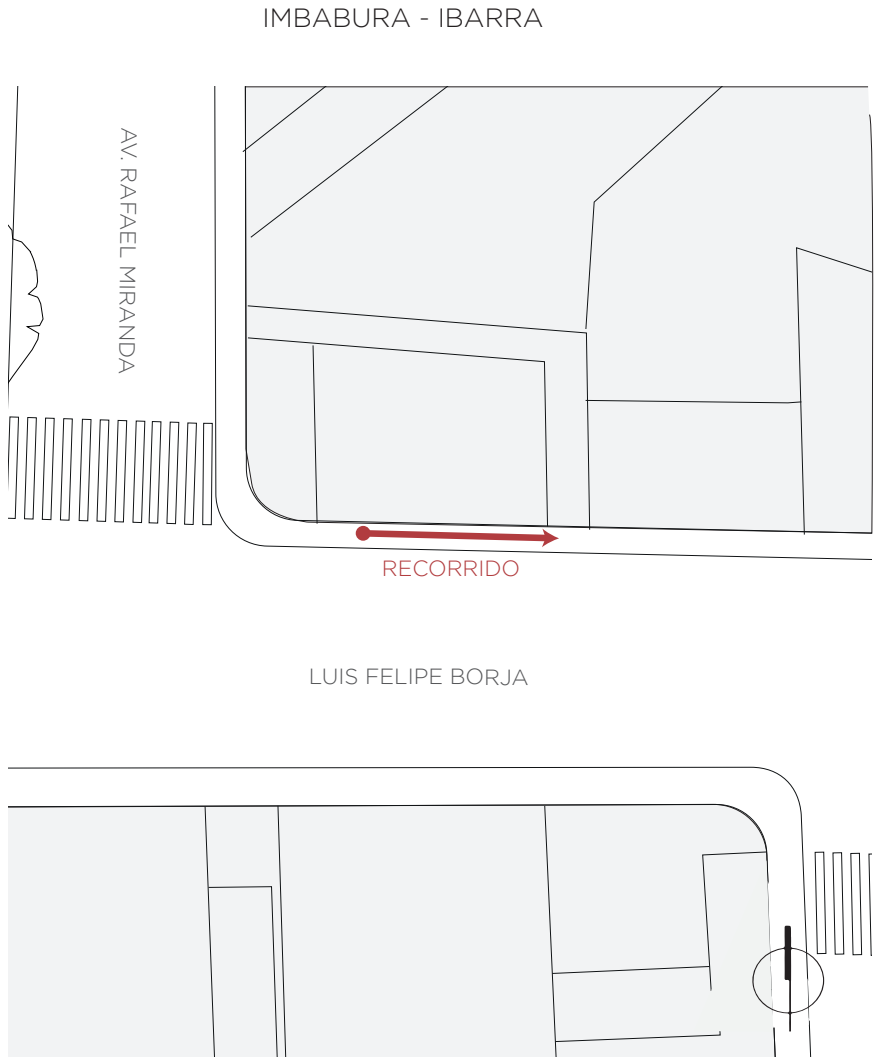 IMBABURA - IBARRA
AV. RAFAEL MIRANDA
RECORRIDO
LUIS FELIPE BORJA